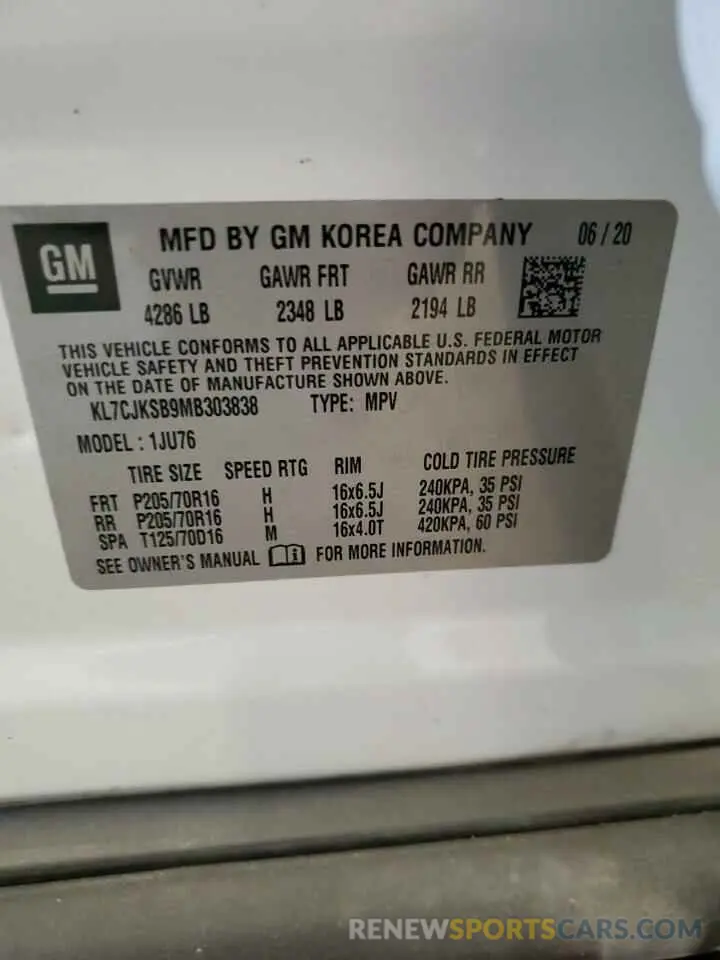 GM
MFD BY GM KOREA COMPANY 06/20
GVWR GAWR FRT GAWR RR
4286 LB 2348 LB 2194 LB
THIS VEHICLE CONFORMS TO ALL APPLICABLE U.S. FEDERAL MOTOR
VEHICLE SAFETY AND THEFT PREVENTION STANDARDS IN EFFECT
ON THE DATE OF MANUFACTURE SHOWN ABOVE.
KL7CJKSB9MB303838 TYPE: MPV
MODEL : 1JU76
TIRE SIZE SPEED RTG RIM COLD TIRE PRESSURE
FRT P205/70R16 H 16x6.5J 240KPA, 35 PSI
RR P205/70R16 H 16x6.5J 240KPA, 35 PSI
SPA T125/70D16 M 16x4.0T 420KPA, 60 PSI
SEE OWNER'S MANUAL FOR MORE INFORMATION.
RENEWSPORTSCARS.COM